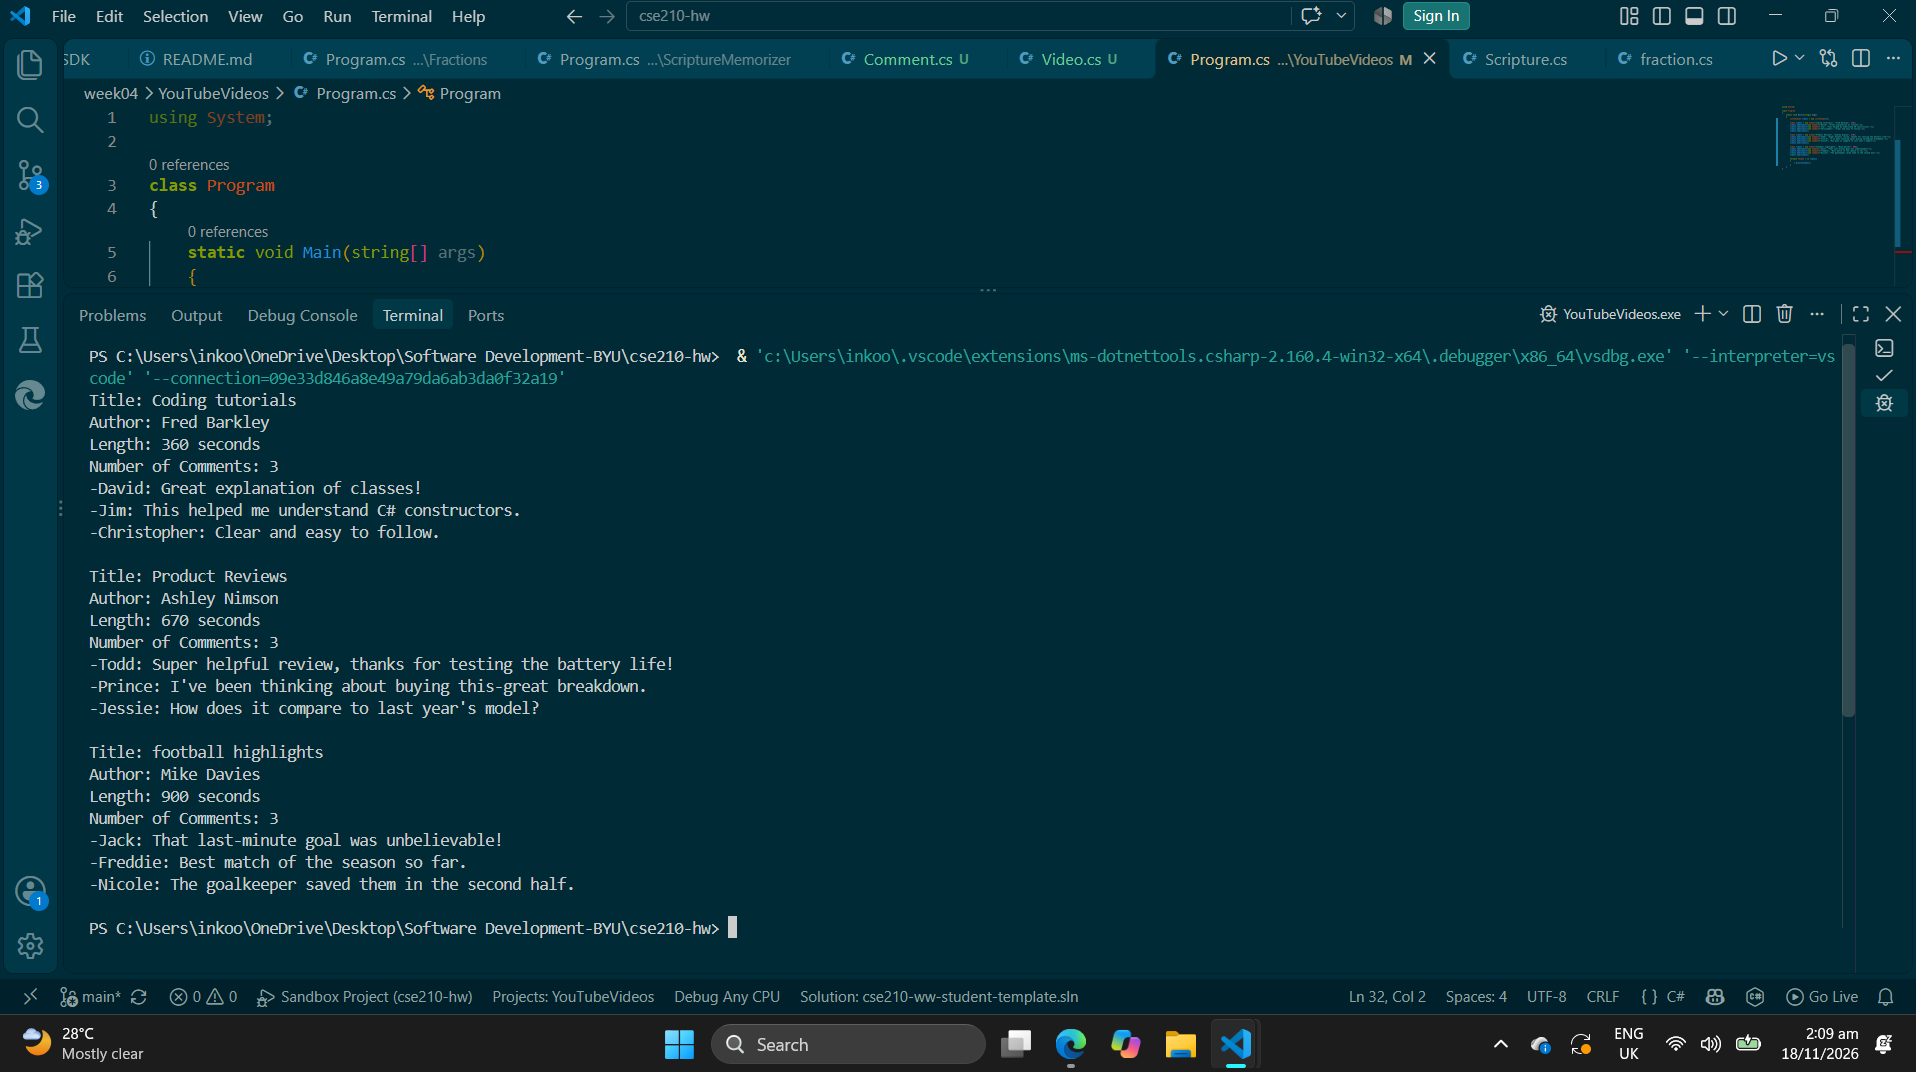 File Edit Selection View Go Run Terminal Help
cse210-hw
Sign In
SDK README.md Program.cs ...\Fractions Program.cs ...\ScriptureMemorizer Comment.cs U Video.cs U Program.cs ...\YouTubeVideos M Scripture.cs fraction.cs
week04 > YouTubeVideos > Program.cs > Program
1 using System;
2
0 references
3 class Program
4 {
0 references
5 static void Main(string[] args)
6 {
Problems Output Debug Console Terminal Ports
YouTubeVideos.exe
PS C:\Users\inkoo\OneDrive\Desktop\Software Development-BYU\cse210-hw> & 'c:\Users\inkoo\.vscode\extensions\ms-dotnettools.csharp-2.160.4-win32-x64\.debugger\x86_64\vsdbg.exe' '--interpreter=vs
code' '--connection=09e33d846a8e49a79da6ab3da0f32a19'
Title: Coding tutorials
Author: Fred Barkley
Length: 360 seconds
Number of Comments: 3
-David: Great explanation of classes!
-Jim: This helped me understand C# constructors.
-Christopher: Clear and easy to follow.
Title: Product Reviews
Author: Ashley Nimson
Length: 670 seconds
Number of Comments: 3
-Todd: Super helpful review, thanks for testing the battery life!
-Prince: I've been thinking about buying this-great breakdown.
-Jessie: How does it compare to last year's model?
Title: football highlights
Author: Mike Davies
Length: 900 seconds
Number of Comments: 3
-Jack: That last-minute goal was unbelievable!
-Freddie: Best match of the season so far.
-Nicole: The goalkeeper saved them in the second half.
PS C:\Users\inkoo\OneDrive\Desktop\Software Development-BYU\cse210-hw>
3
1
main* 0 0 Sandbox Project (cse210-hw) Projects: YouTubeVideos Debug Any CPU Solution: cse210-ww-student-template.sln
Ln 32, Col 2 Spaces: 4 UTF-8 CRLF { } C# Go Live
28°C
Mostly clear
Search
ENG
UK
2:09 am
18/11/2026